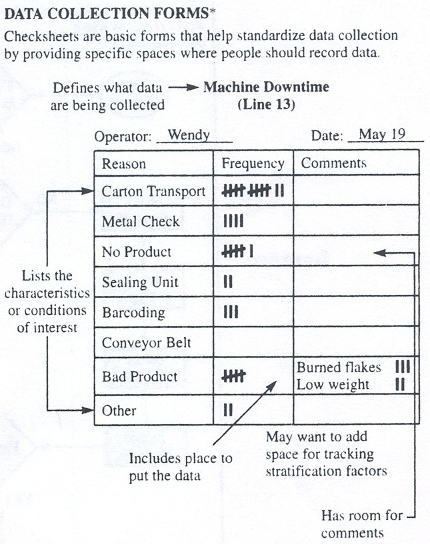 DATA COLLECTION FORMS*
Checksheets are basic forms that help standardize data collection
by providing specific spaces where people should record data.
Defines what data
are being collected
Machine Downtime
(Line 13)
Operator: Wendy
Date: May 19
Reason Frequency Comments
Carton Transport
Metal Check
No Product
Sealing Unit
Barcoding
Conveyor Belt
Bad Product
Burned flakes
Low weight
Other
Lists the
characteristics
or conditions
of interest
Includes place to
put the data
May want to add
space for tracking
stratification factors
Has room for
comments